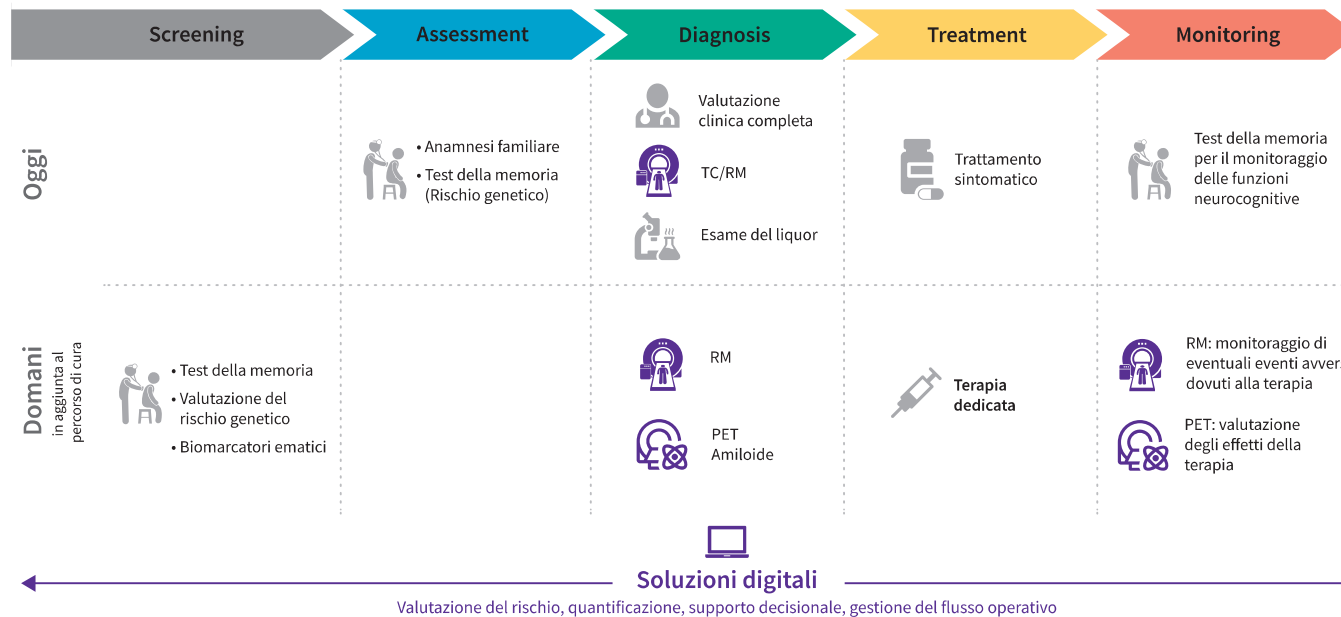 Screening
Assessment
Diagnosis
Treatment
Monitoring
Oggi
• Anamnesi familiare
• Test della memoria
(Rischio genetico)
Valutazione
clinica completa
TC/RM
Esame del liquor
Trattamento
sintomatico
Test della memoria
per il monitoraggio
delle funzioni
neurocognitive
Domani
in aggiunta al
percorso di cura
• Test della memoria
• Valutazione del
rischio genetico
• Biomarcatori ematici
RM
PET
Amiloide
Terapia
dedicata
RM: monitoraggio di
eventuali eventi avver
dovuti alla terapia
PET: valutazione
degli effetti della
terapia
Soluzioni digitali
Valutazione del rischio, quantificazione, supporto decisionale, gestione del flusso operativo